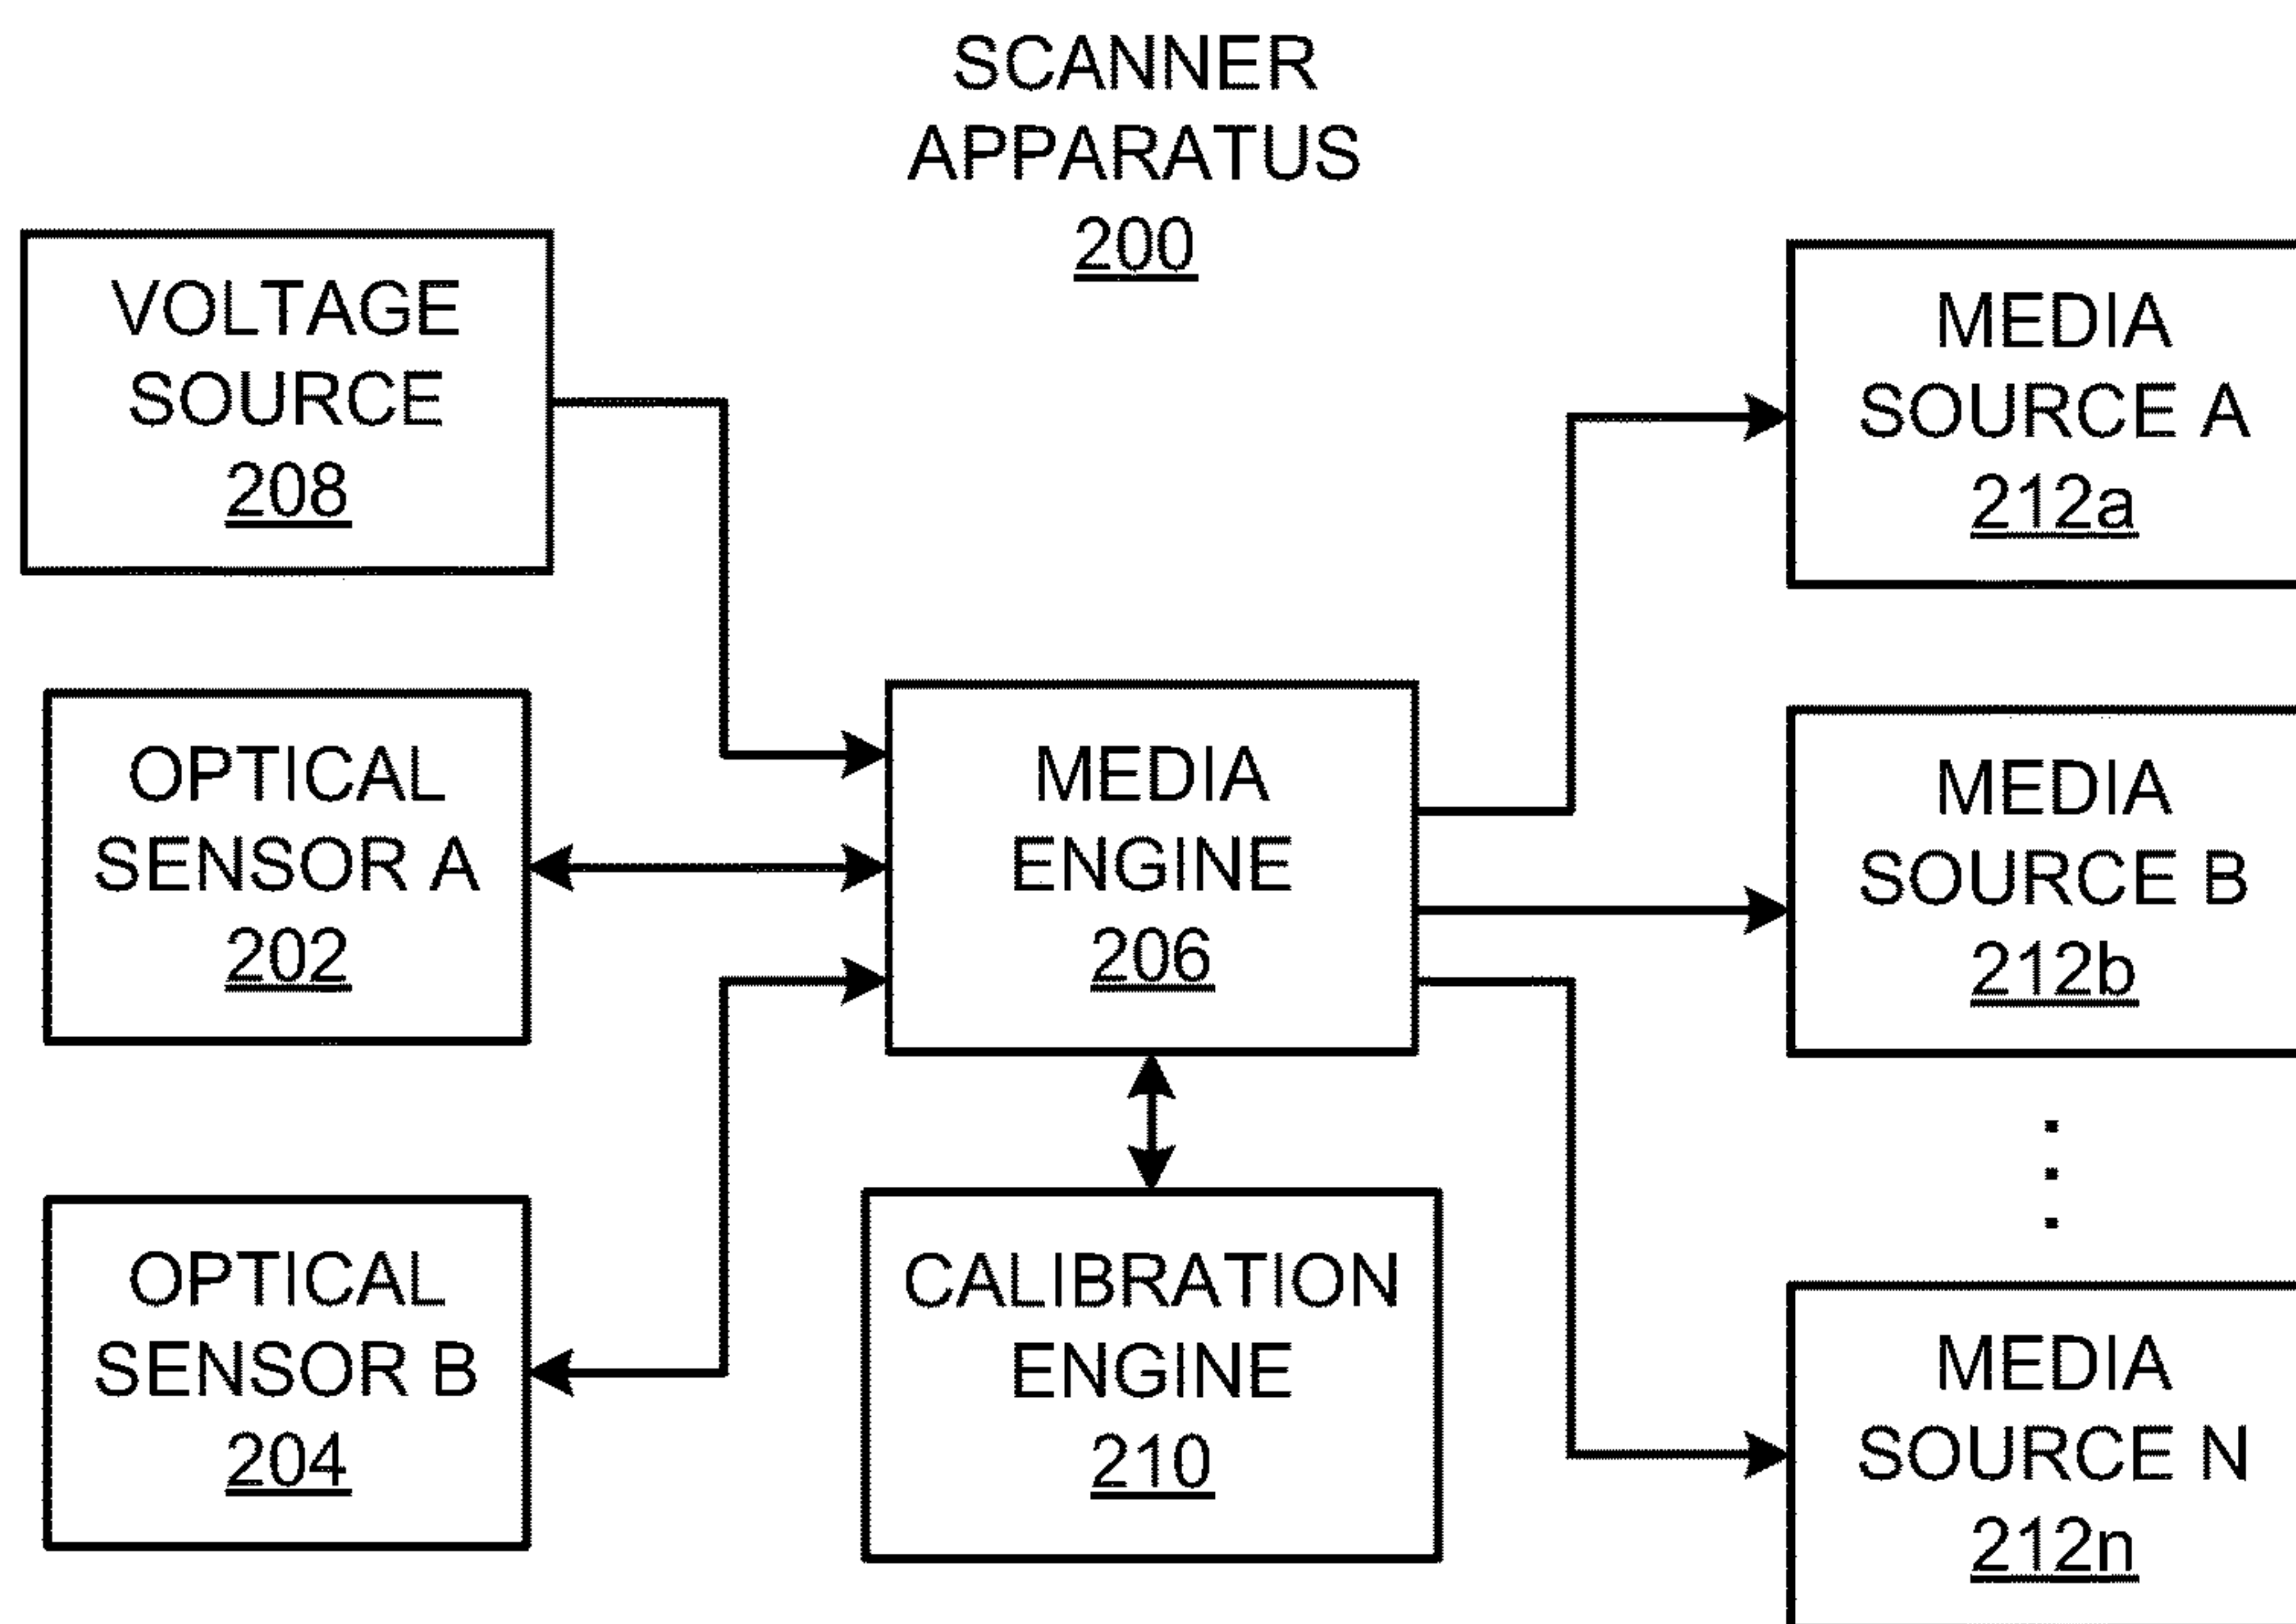 SCANNER
APPARATUS
200
VOLTAGE
SOURCE
208
OPTICAL
SENSOR A
202
OPTICAL
SENSOR B
204
MEDIA
ENGINE
206
CALIBRATION
ENGINE
210
MEDIA
SOURCE A
212a
MEDIA
SOURCE B
212b
MEDIA
SOURCE N
212n